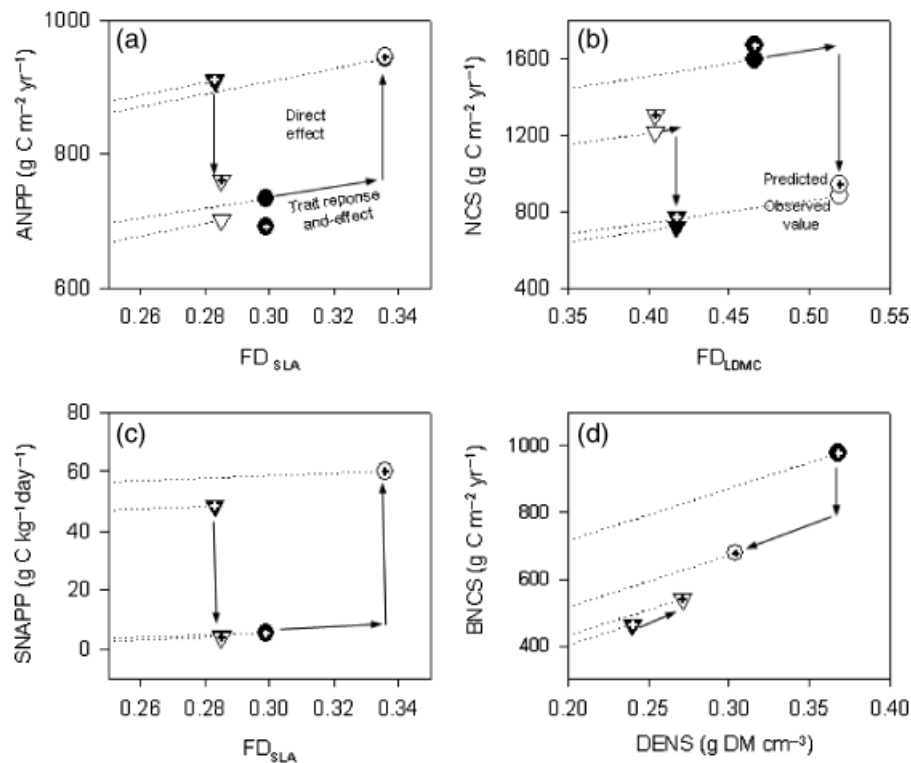 (a)
1000
800
600
ANPP (g C m⁻² yr⁻¹)
Direct
effect
Trait reponse
and-effect
0.26 0.28 0.30 0.32 0.34
FD SLA
(b)
1600
1200
800
400
NCS (g C m⁻² yr⁻¹)
Predicted
Observed
value
0.35 0.40 0.45 0.50 0.55
FD LDMC
(c)
80
60
40
20
0
SNAPP (g C kg⁻¹day⁻¹)
0.26 0.28 0.30 0.32 0.34
FD SLA
(d)
1000
800
600
400
BNCS (g C m⁻² yr⁻¹)
0.20 0.25 0.30 0.35 0.40
DENS (g DM cm⁻³)